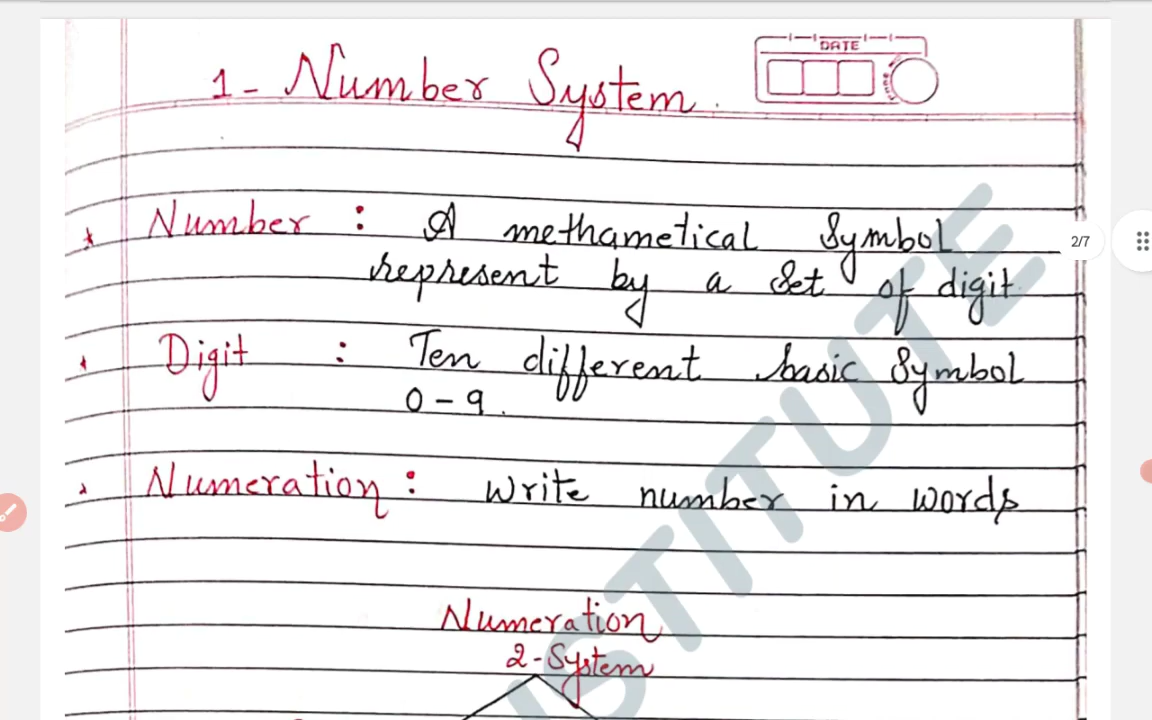 1- Number System.
DATE
* Number : A methametical Symbol
represent by a Set of digit
2/7
* Digit : Ten different basic Symbol
0-9.
* Numeration : Write number in words
Numeration
2-System
STITUTE